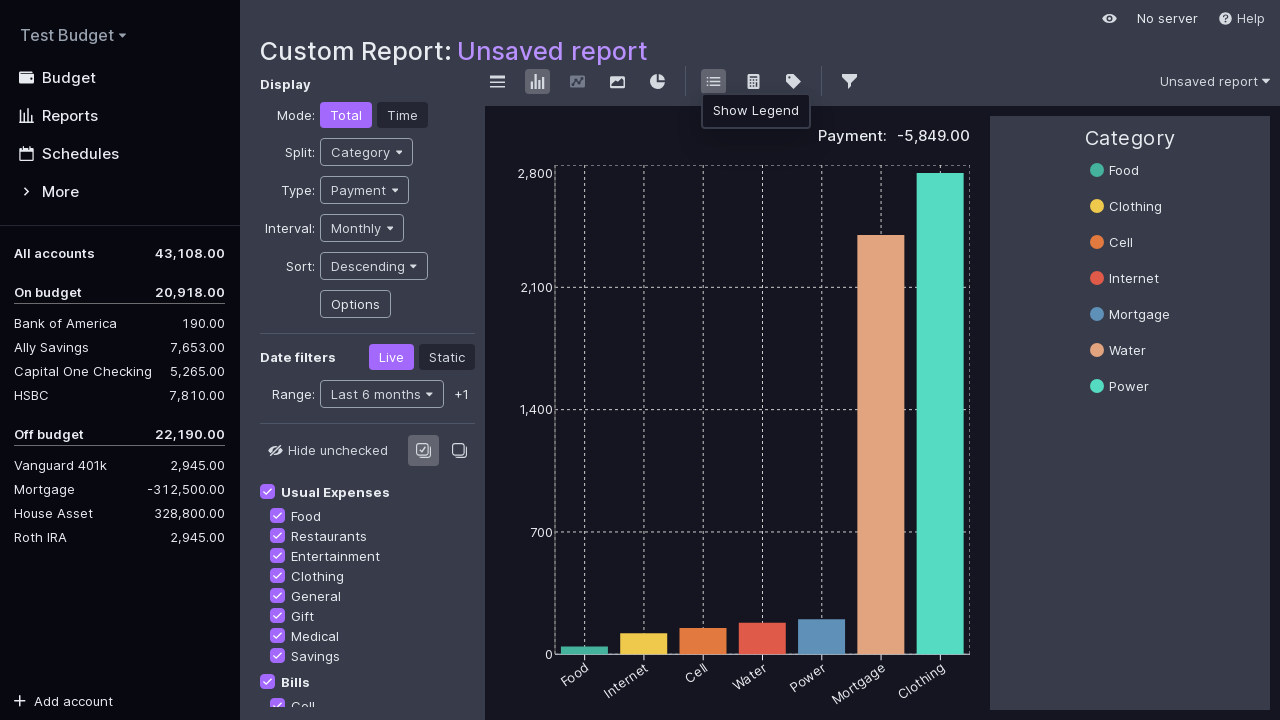 Test Budget
Budget
Reports
Schedules
More
All accounts 43,108.00
On budget 20,918.00
Bank of America 190.00
Ally Savings 7,653.00
Capital One Checking 5,265.00
HSBC 7,810.00
Off budget 22,190.00
Vanguard 401k 2,945.00
Mortgage -312,500.00
House Asset 328,800.00
Roth IRA 2,945.00
Add account
No server Help
Custom Report: Unsaved report
Display
Mode: Total Time
Split: Category
Type: Payment
Interval: Monthly
Sort: Descending
Options
Date filters Live Static
Range: Last 6 months +1
Hide unchecked
Usual Expenses
Food
Restaurants
Entertainment
Clothing
General
Gift
Medical
Savings
Bills
Cell
Unsaved report
Show Legend
Payment: -5,849.00
2,800
2,100
1,400
700
0
Food
Internet
Cell
Water
Power
Mortgage
Clothing
Category
Food
Clothing
Cell
Internet
Mortgage
Water
Power